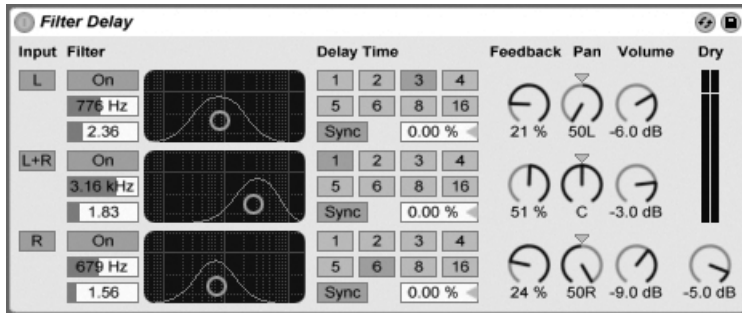 Filter Delay
Input Filter Delay Time Feedback Pan Volume Dry
L On 1 2 3 4
776 Hz 5 6 8 16
2.36 Sync 0.00 % 21 % 50L -6.0 dB
L+R On 1 2 3 4
3.16 kHz 5 6 8 16
1.83 Sync 0.00 % 51 % C -3.0 dB
R On 1 2 3 4
679 Hz 5 6 8 16
1.56 Sync 0.00 % 24 % 50R -9.0 dB -5.0 dB